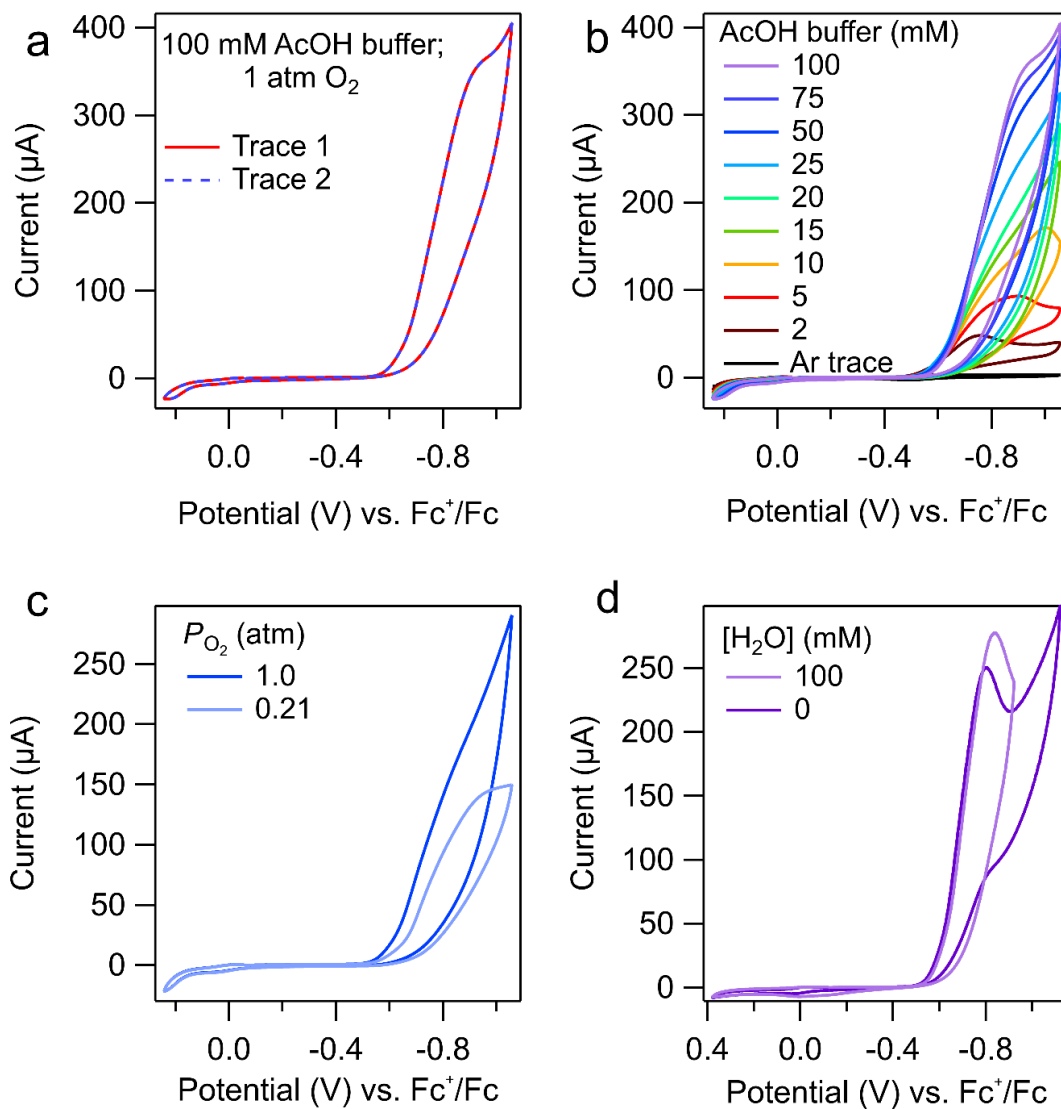 a
100 mM AcOH buffer;
1 atm O₂
Trace 1
Trace 2
400
300
200
100
0
Current (µA)
0.0
-0.4
-0.8
Potential (V) vs. Fc⁺/Fc
b
AcOH buffer (mM)
100
75
50
25
20
15
10
5
2
Ar trace
400
300
200
100
0
Current (µA)
0.0
-0.4
-0.8
Potential (V) vs. Fc⁺/Fc
c
P_O₂ (atm)
1.0
0.21
250
200
150
100
50
0
Current (µA)
0.0
-0.4
-0.8
Potential (V) vs. Fc⁺/Fc
d
[H₂O] (mM)
100
0
300
250
200
150
100
50
0
Current (µA)
0.4
0.0
-0.4
-0.8
Potential (V) vs. Fc⁺/Fc